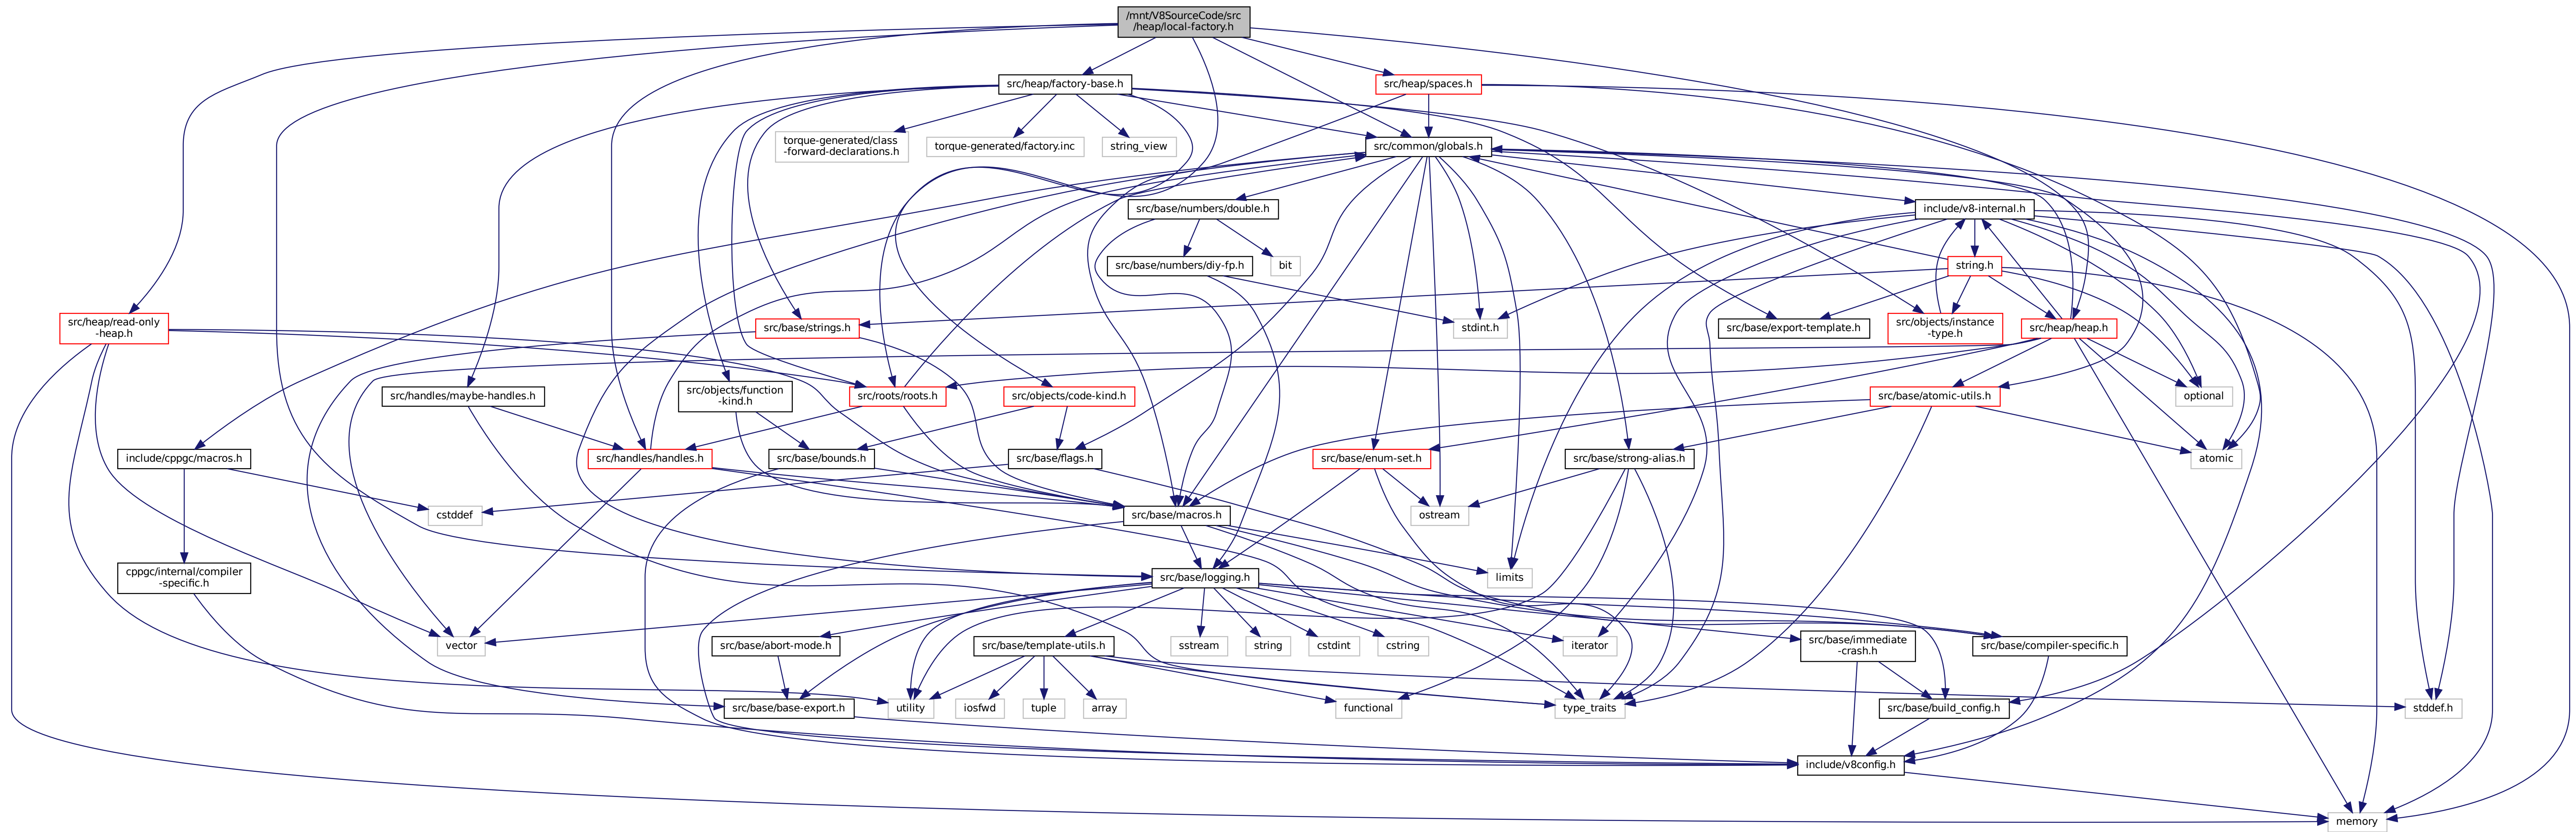 /mnt/V8SourceCode/src
/heap/local-factory.h
src/heap/factory-base.h
src/heap/spaces.h
torque-generated/class
-forward-declarations.h
torque-generated/factory.inc
string_view
src/common/globals.h
src/base/numbers/double.h
include/v8-internal.h
src/base/numbers/diy-fp.h
bit
string.h
src/heap/read-only
-heap.h
src/base/strings.h
stdint.h
src/base/export-template.h
src/objects/instance
-type.h
src/heap/heap.h
src/handles/maybe-handles.h
src/objects/function
-kind.h
src/roots/roots.h
src/objects/code-kind.h
src/base/atomic-utils.h
optional
include/cppgc/macros.h
src/handles/handles.h
src/base/bounds.h
src/base/flags.h
src/base/enum-set.h
src/base/strong-alias.h
atomic
cstddef
src/base/macros.h
ostream
cppgc/internal/compiler
-specific.h
src/base/logging.h
limits
vector
src/base/abort-mode.h
src/base/template-utils.h
sstream
string
cstdint
cstring
iterator
src/base/immediate
-crash.h
src/base/compiler-specific.h
src/base/base-export.h
utility
iosfwd
tuple
array
functional
type_traits
src/base/build_config.h
stddef.h
include/v8config.h
memory